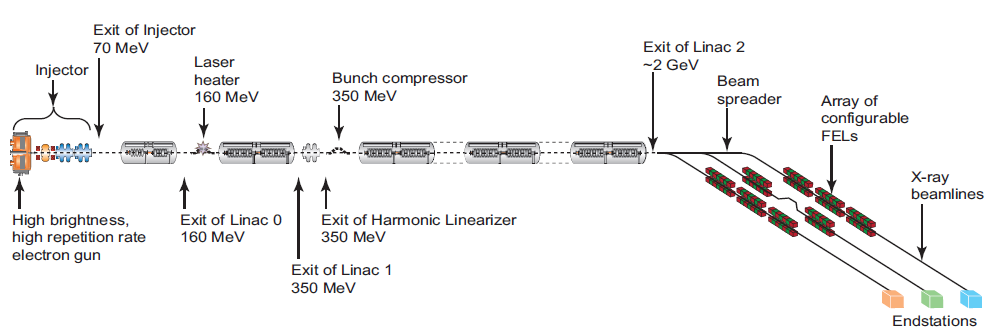 Exit of Injector
70 MeV
Injector
Laser
heater
160 MeV
Bunch compressor
350 MeV
Exit of Linac 2
~2 GeV
Beam
spreader
Array of
configurable
FELs
X-ray
beamlines
High brightness,
high repetition rate
electron gun
Exit of Linac 0
160 MeV
Exit of Harmonic Linearizer
350 MeV
Exit of Linac 1
350 MeV
Endstations